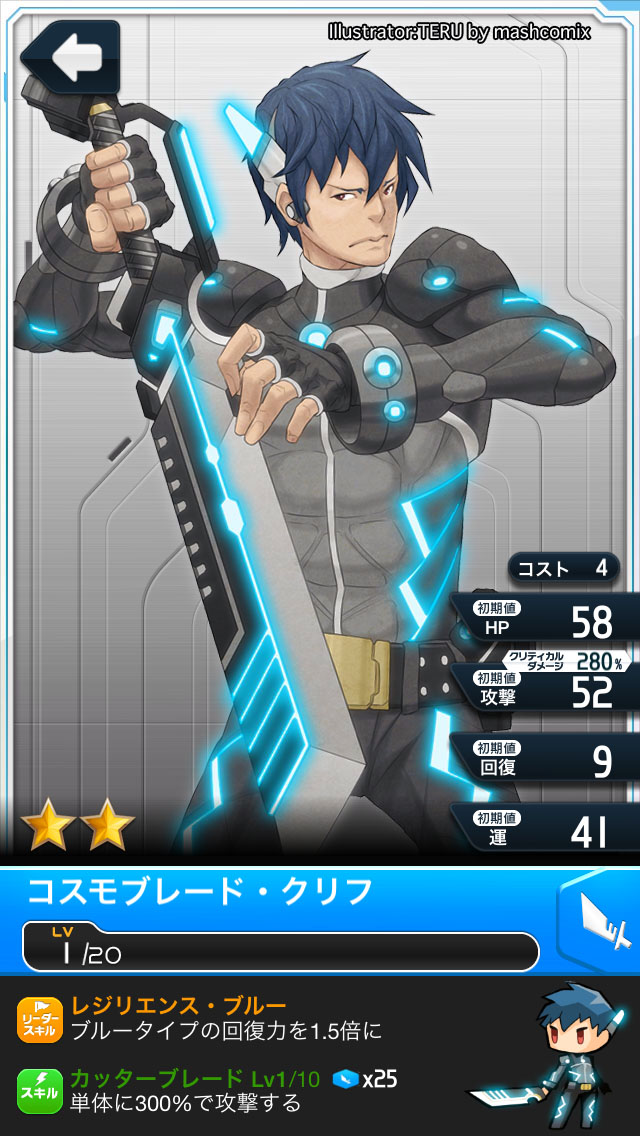 Illustrator:TERU by mashcomix
コスト 4
初期値
HP 58
クリティカル
ダメージ 280%
初期値
攻撃 52
初期値
回復 9
初期値
運 41
コスモブレード・クリフ
LV
1/20
リーダー
スキル
レジリエンス・ブルー
ブルータイプの回復力を1.5倍に
スキル
カッターブレード Lv1/10 x25
単体に300%で攻撃する